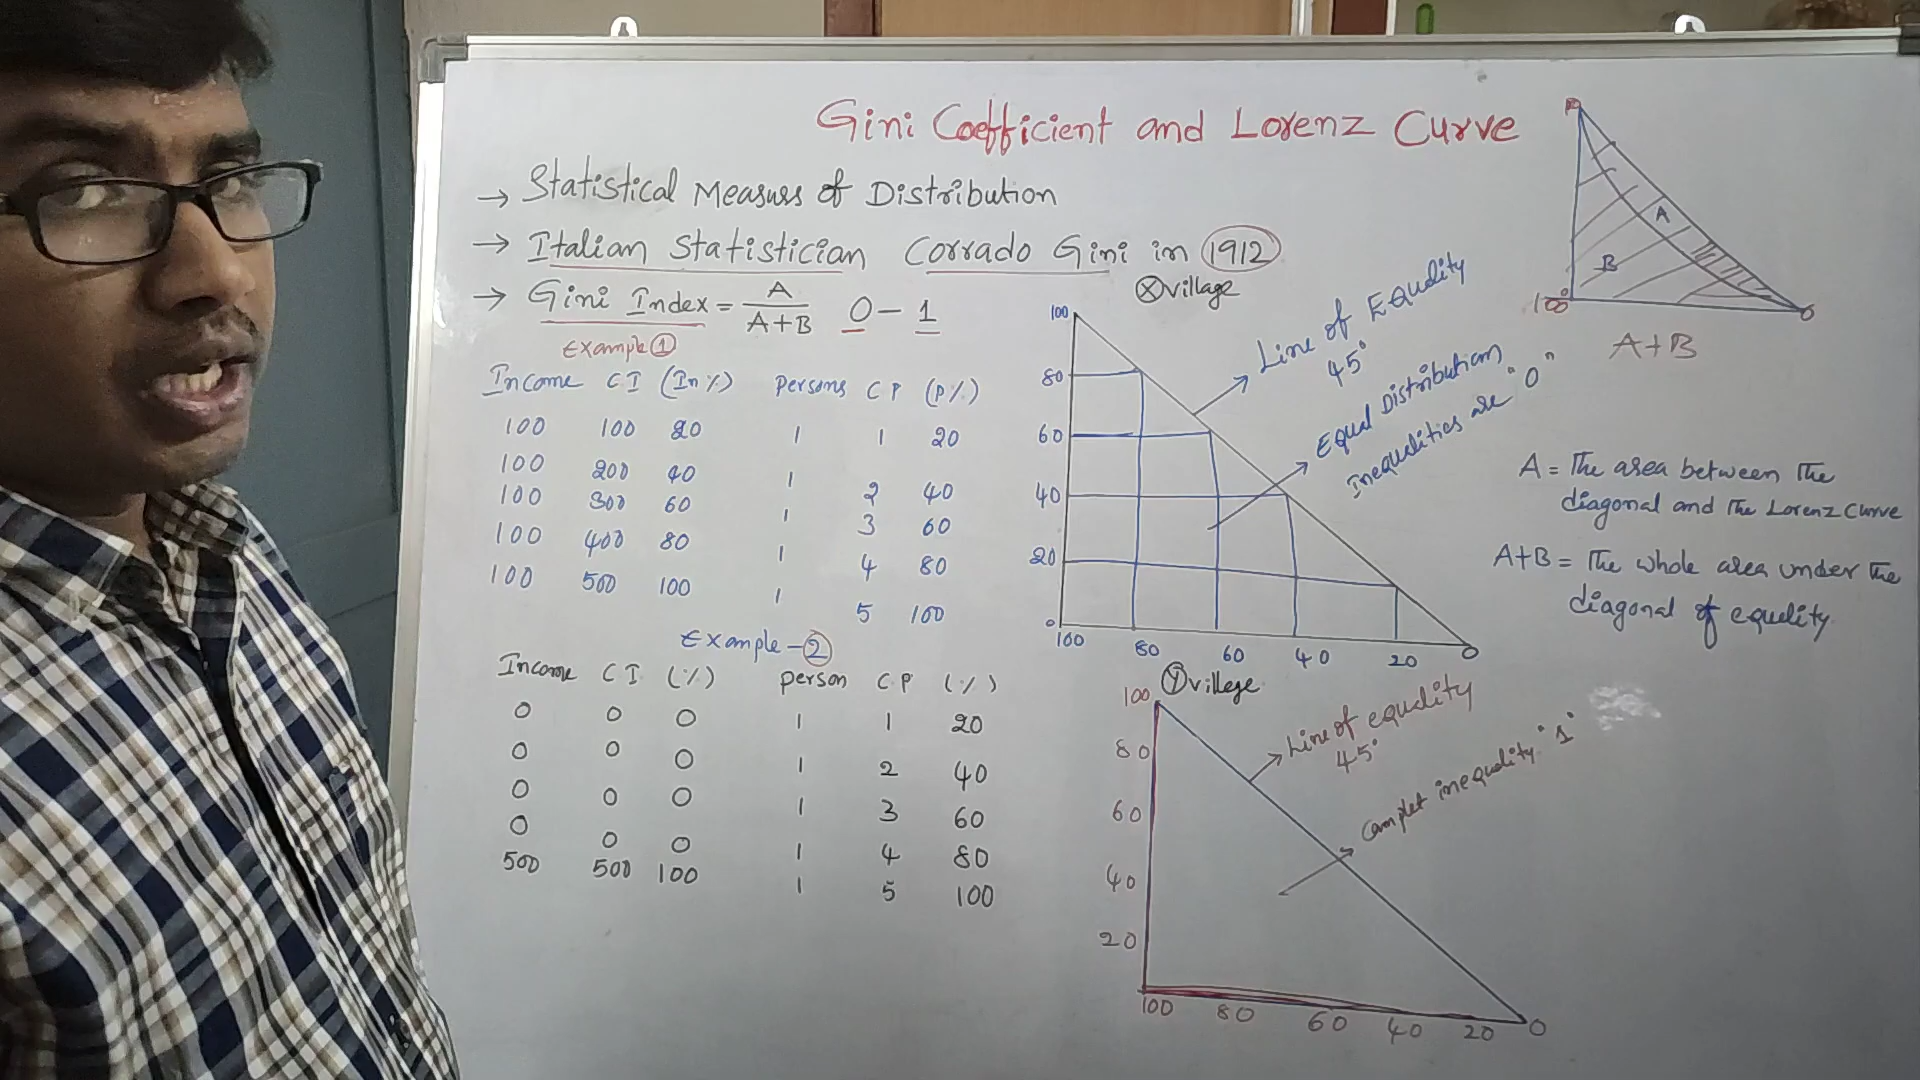 Gini Coefficient and Lorenz Curve
→ Statistical Measurs of Distribution
→ Italian Statistician Corrado Gini in 1912
→ Gini Index = A / A+B 0 - 1
Example ①
Income CI (In %) Persons CP (P%)
100 100 20 1 1 20
100 200 40 1 2 40
100 300 60 1 3 60
100 400 80 1 4 80
100 500 100 1 5 100
Example - ②
Income CI (%) person CP (%)
0 0 0 1 1 20
0 0 0 1 2 40
0 0 0 1 3 60
0 0 0 1 4 80
500 500 100 1 5 100
Ⓧ village
100
80
60
40
20
0
100 80 60 40 20 0
Line of Equality
45°
Equal Distribution
Inequalities are "0"
Ⓨ villege
100
80
60
40
20
100 80 60 40 20 0
Line of equality
45°
Complet inequality "1"
A
B
100 0
A+B
A = The area between the
diagonal and the Lorenz Curve
A+B = The whole area under the
diagonal of equality